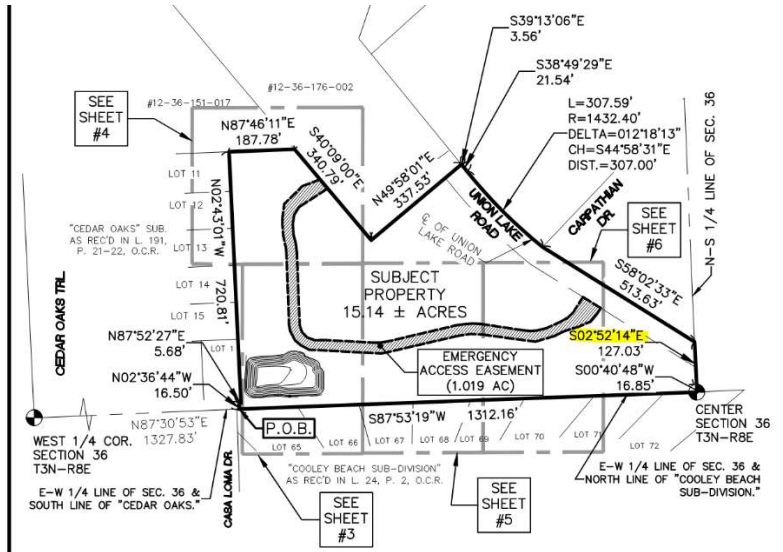 S39°13'06"E
3.56'
S38°49'29"E
21.54'
#12-36-176-002
#12-36-151-017
SEE
SHEET
#4
N87°46'11"E
187.78'
S40°09'00"E
340.79'
N49°58'01"E
337.53'
L=307.59'
R=1432.40'
DELTA=012°18'13"
CH=S44°58'31"E
DIST.=307.00'
N-S 1/4 LINE OF SEC. 36
UNION LAKE
ROAD
CARPATHIAN
DR.
℄ OF UNION
LAKE ROAD
SEE
SHEET
#6
S58°02'33"E
513.63'
LOT 11
LOT 12
LOT 13
LOT 14
LOT 15
LOT 1
"CEDAR OAKS" SUB.
AS REC'D IN L. 191,
P. 21-22, O.C.R.
N02°43'01"W
720.81'
CEDAR OAKS TRL.
SUBJECT
PROPERTY
15.14 ± ACRES
N87°52'27"E
5.68'
N02°36'44"W
16.50'
EMERGENCY
ACCESS EASEMENT
(1.019 AC)
S02°52'14"E
127.03'
S00°40'48"W
16.85'
N87°30'53"E
1327.83'
P.O.B.
S87°53'19"W 1312.16'
CENTER
SECTION 36
T3N-R8E
WEST 1/4 COR.
SECTION 36
T3N-R8E
LOT 65
LOT 66
LOT 67
LOT 68
LOT 69
LOT 70
LOT 71
LOT 72
E-W 1/4 LINE OF SEC. 36 &
SOUTH LINE OF "CEDAR OAKS."
CASA LOMA DR.
"COOLEY BEACH SUB-DIVISION"
AS REC'D IN L. 24, P. 2, O.C.R.
SEE
SHEET
#3
SEE
SHEET
#5
E-W 1/4 LINE OF SEC. 36 &
NORTH LINE OF "COOLEY BEACH
SUB-DIVISION."